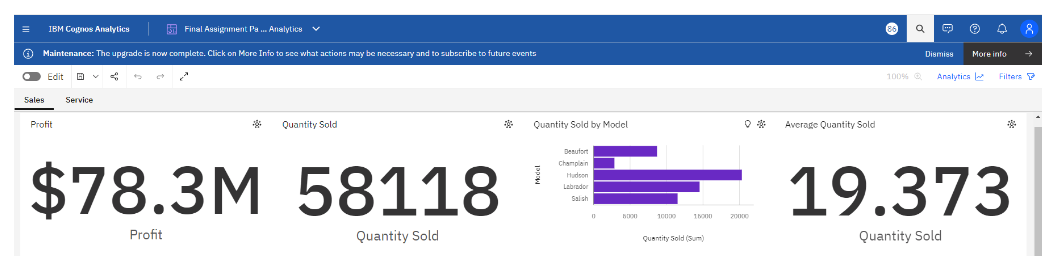 IBM Cognos Analytics
Final Assignment Pa ... Analytics
Maintenance: The upgrade is now complete. Click on More Info to see what actions may be necessary and to subscribe to future events
Dismiss
More info
Edit
100%
Analytics
Filters
Sales
Service
Profit
$78.3M
Profit
Quantity Sold
58118
Quantity Sold
Quantity Sold by Model
Model
Beaufort
Champlain
Hudson
Labrador
Salish
0 6000 10000 16000 20000
Quantity Sold (Sum)
Average Quantity Sold
19.373
Quantity Sold